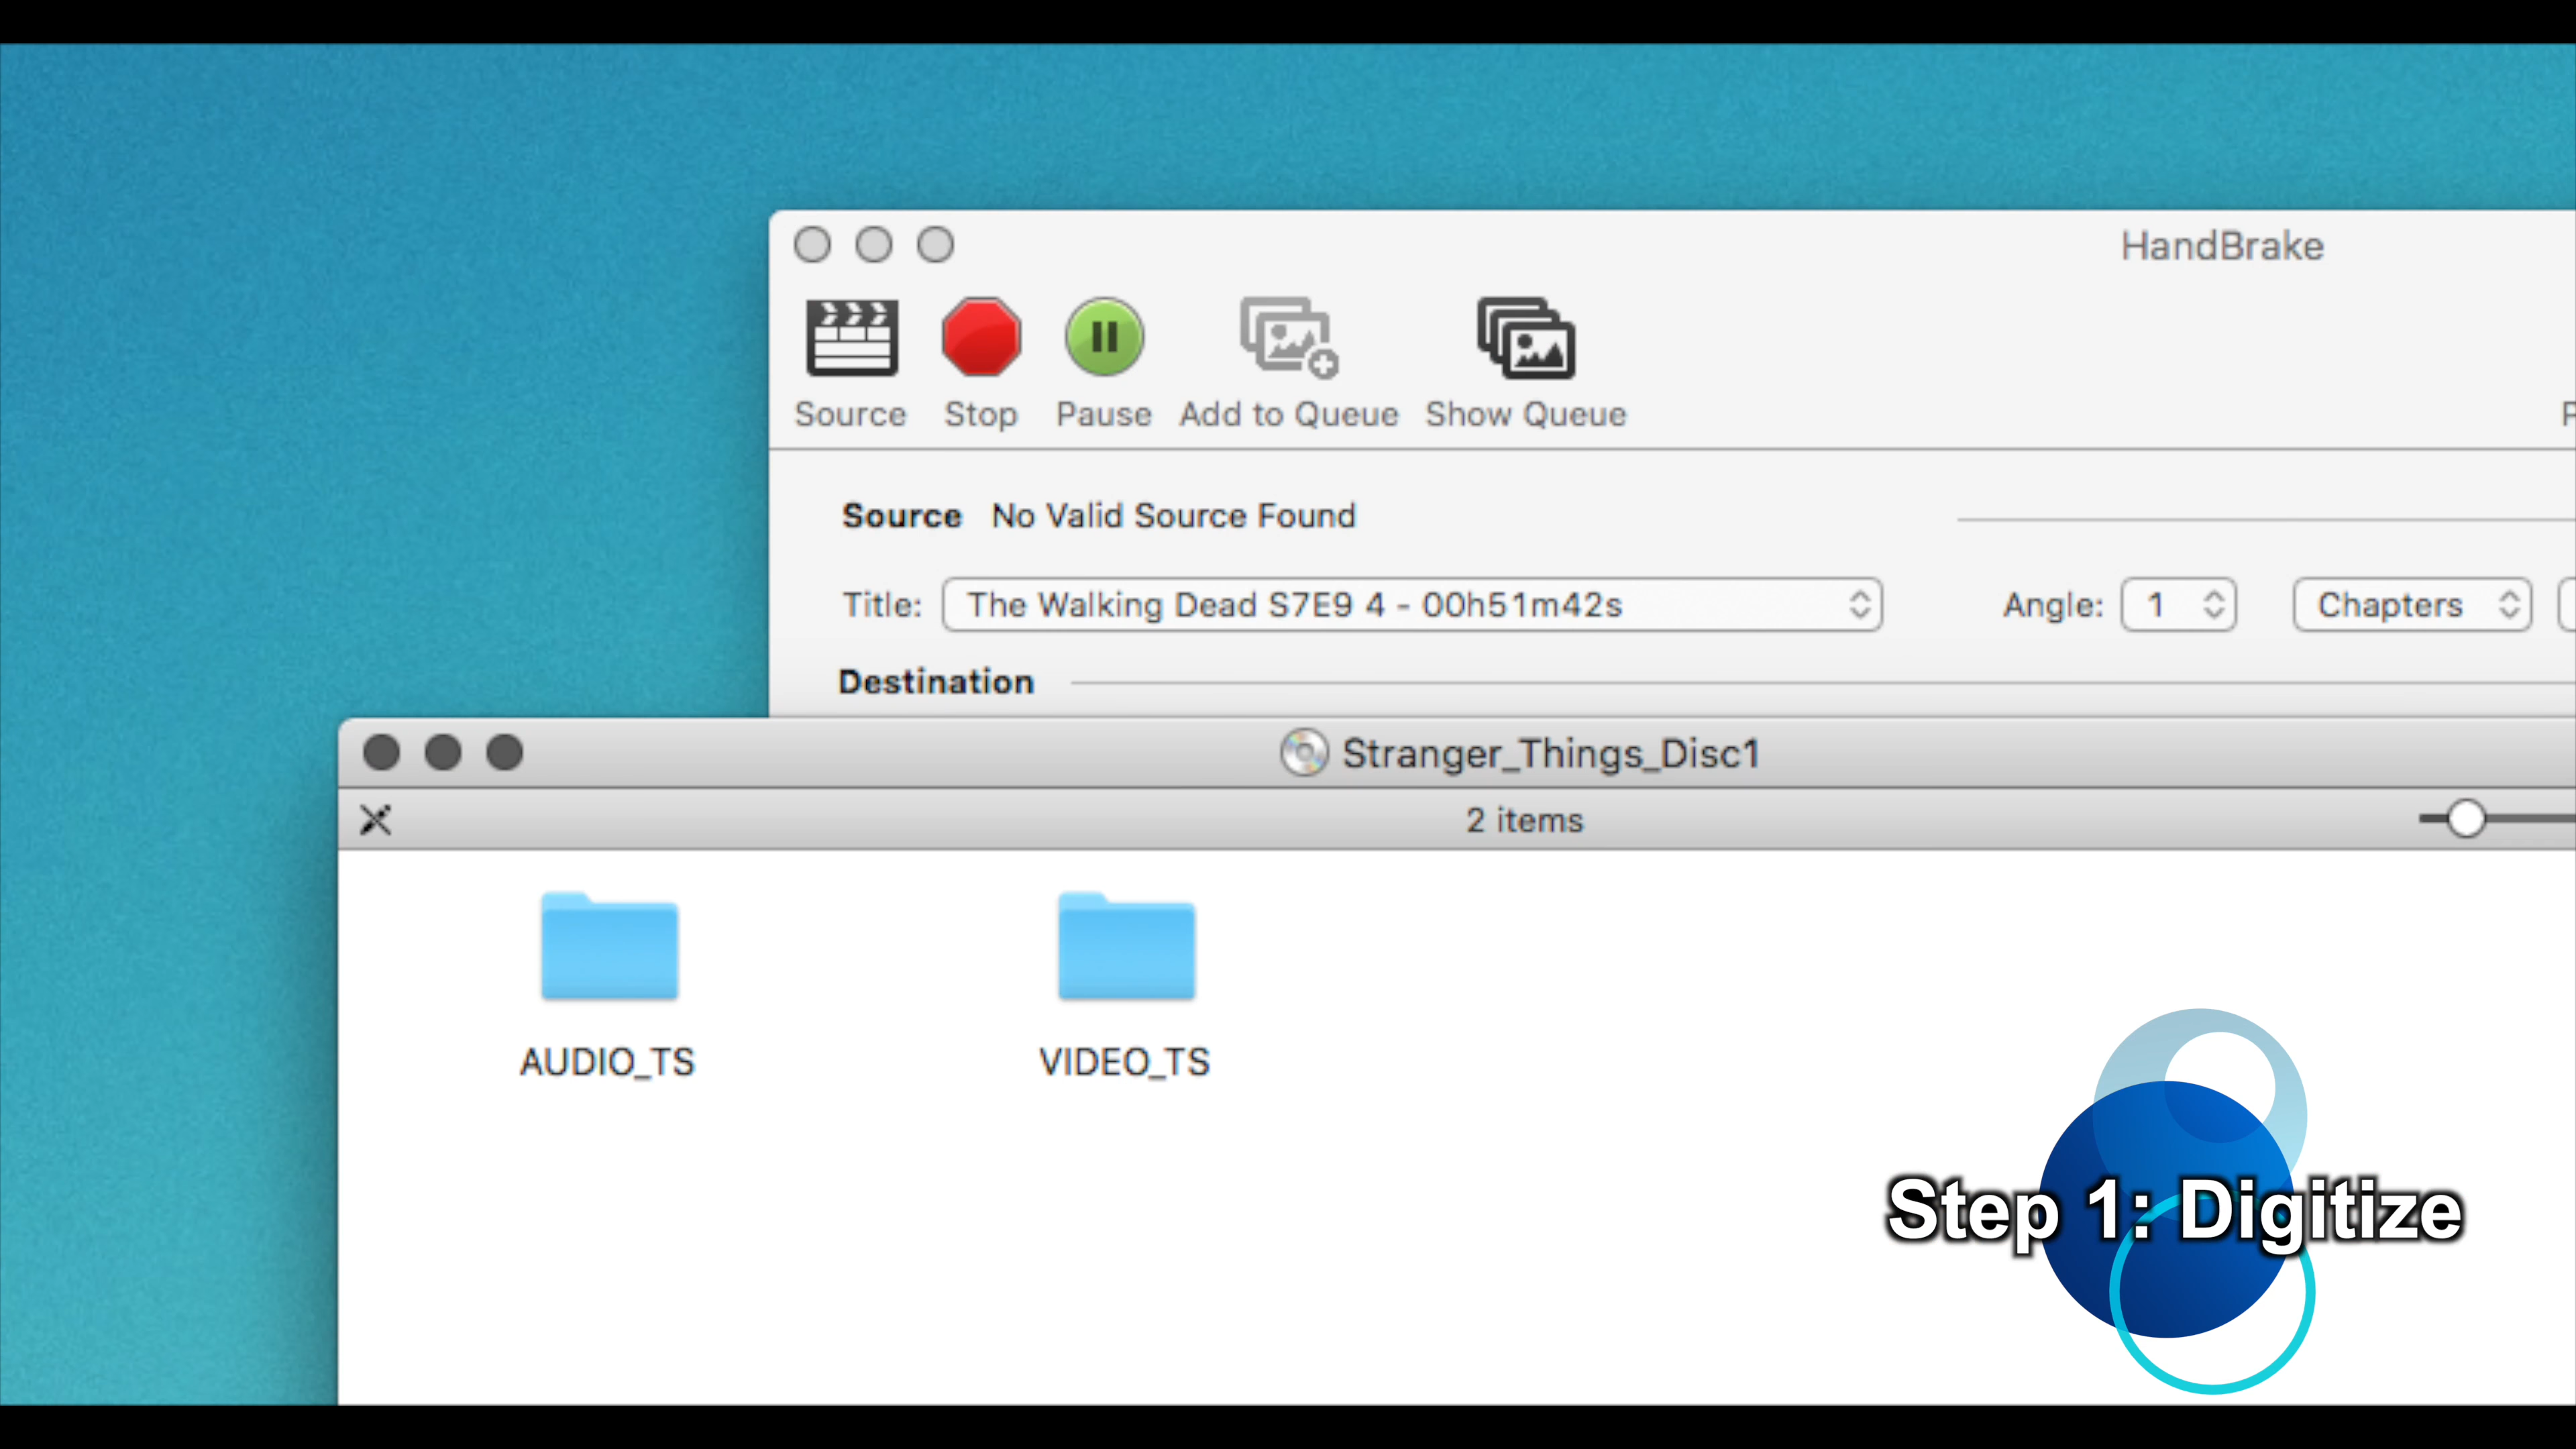 HandBrake
Source Stop Pause Add to Queue Show Queue
Source No Valid Source Found
Title: The Walking Dead S7E9 4 - 00h51m42s Angle: 1 Chapters
Destination
Stranger_Things_Disc1
2 items
AUDIO_TS VIDEO_TS
Step 1: Digitize